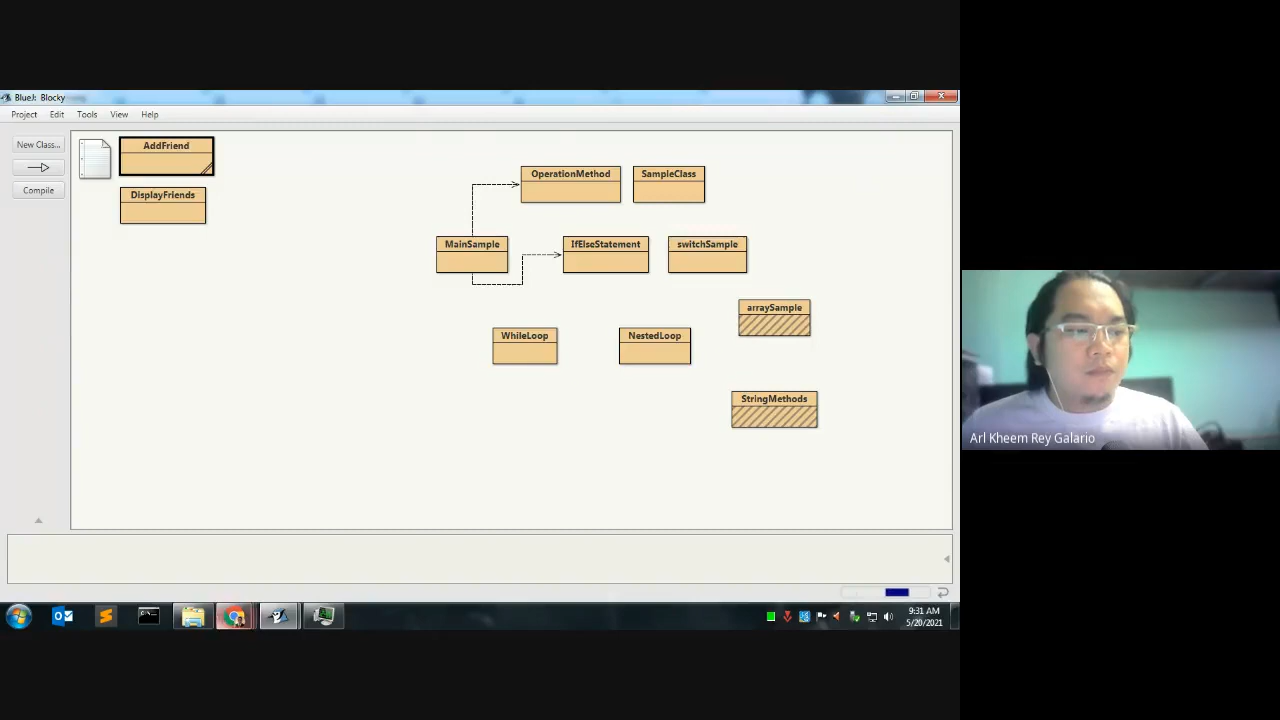 BlueJ: Blocky
Project Edit Tools View Help
New Class...
Compile
AddFriend
DisplayFriends
OperationMethod
SampleClass
MainSample
IfElseStatement
switchSample
arraySample
WhileLoop
NestedLoop
StringMethods
Arl Kheem Rey Galario
9:31 AM
5/20/2021